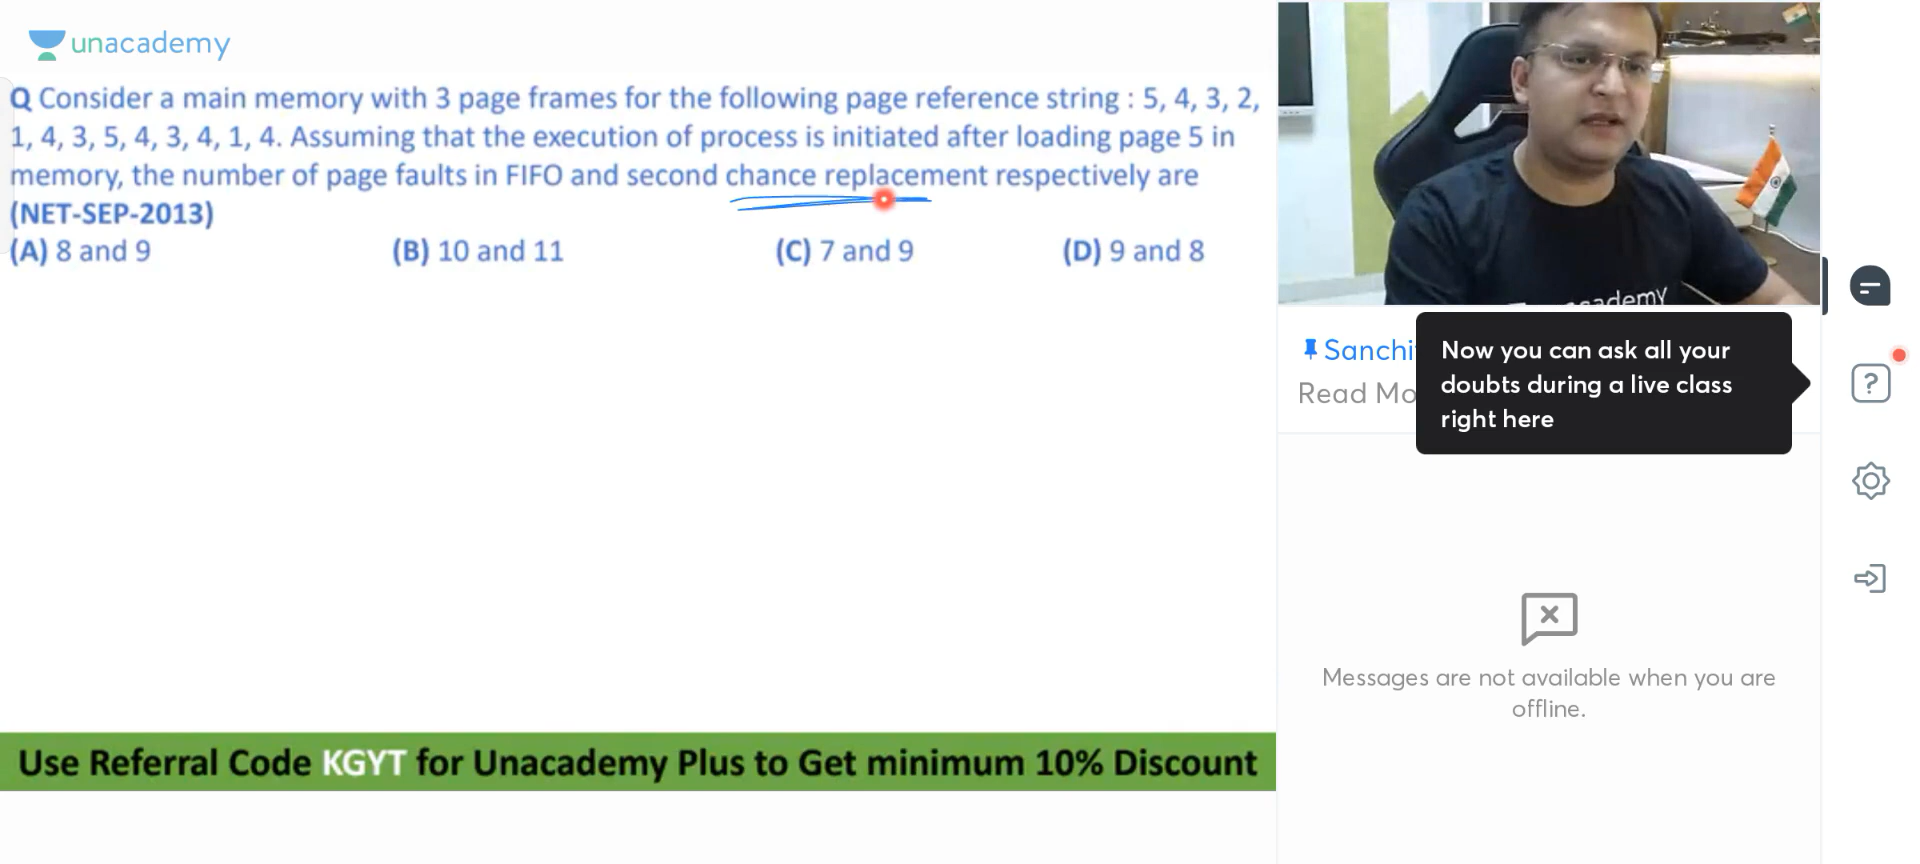 unacademy
Q Consider a main memory with 3 page frames for the following page reference string : 5, 4, 3, 2,
1, 4, 3, 5, 4, 3, 4, 1, 4. Assuming that the execution of process is initiated after loading page 5 in
memory, the number of page faults in FIFO and second chance replacement respectively are
(NET-SEP-2013)
(A) 8 and 9 (B) 10 and 11 (C) 7 and 9 (D) 9 and 8
Sanchi
Read Mo
Now you can ask all your
doubts during a live class
right here
Messages are not available when you are
offline.
Use Referral Code KGYT for Unacademy Plus to Get minimum 10% Discount